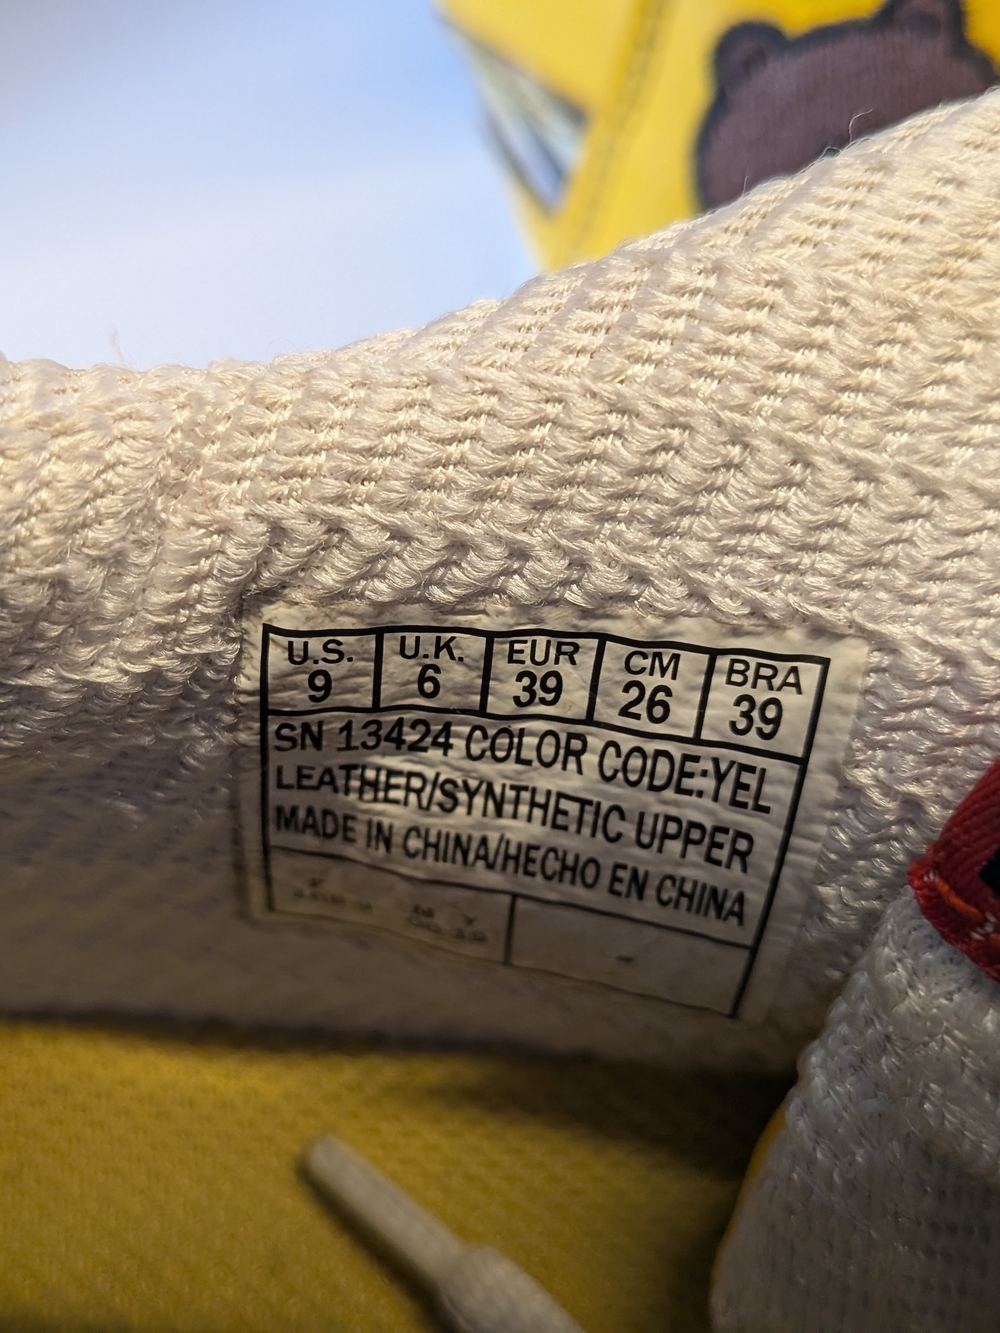 U.S. U.K. EUR CM BRA
9 6 39 26 39
SN 13424 COLOR CODE:YEL
LEATHER/SYNTHETIC UPPER
MADE IN CHINA/HECHO EN CHINA